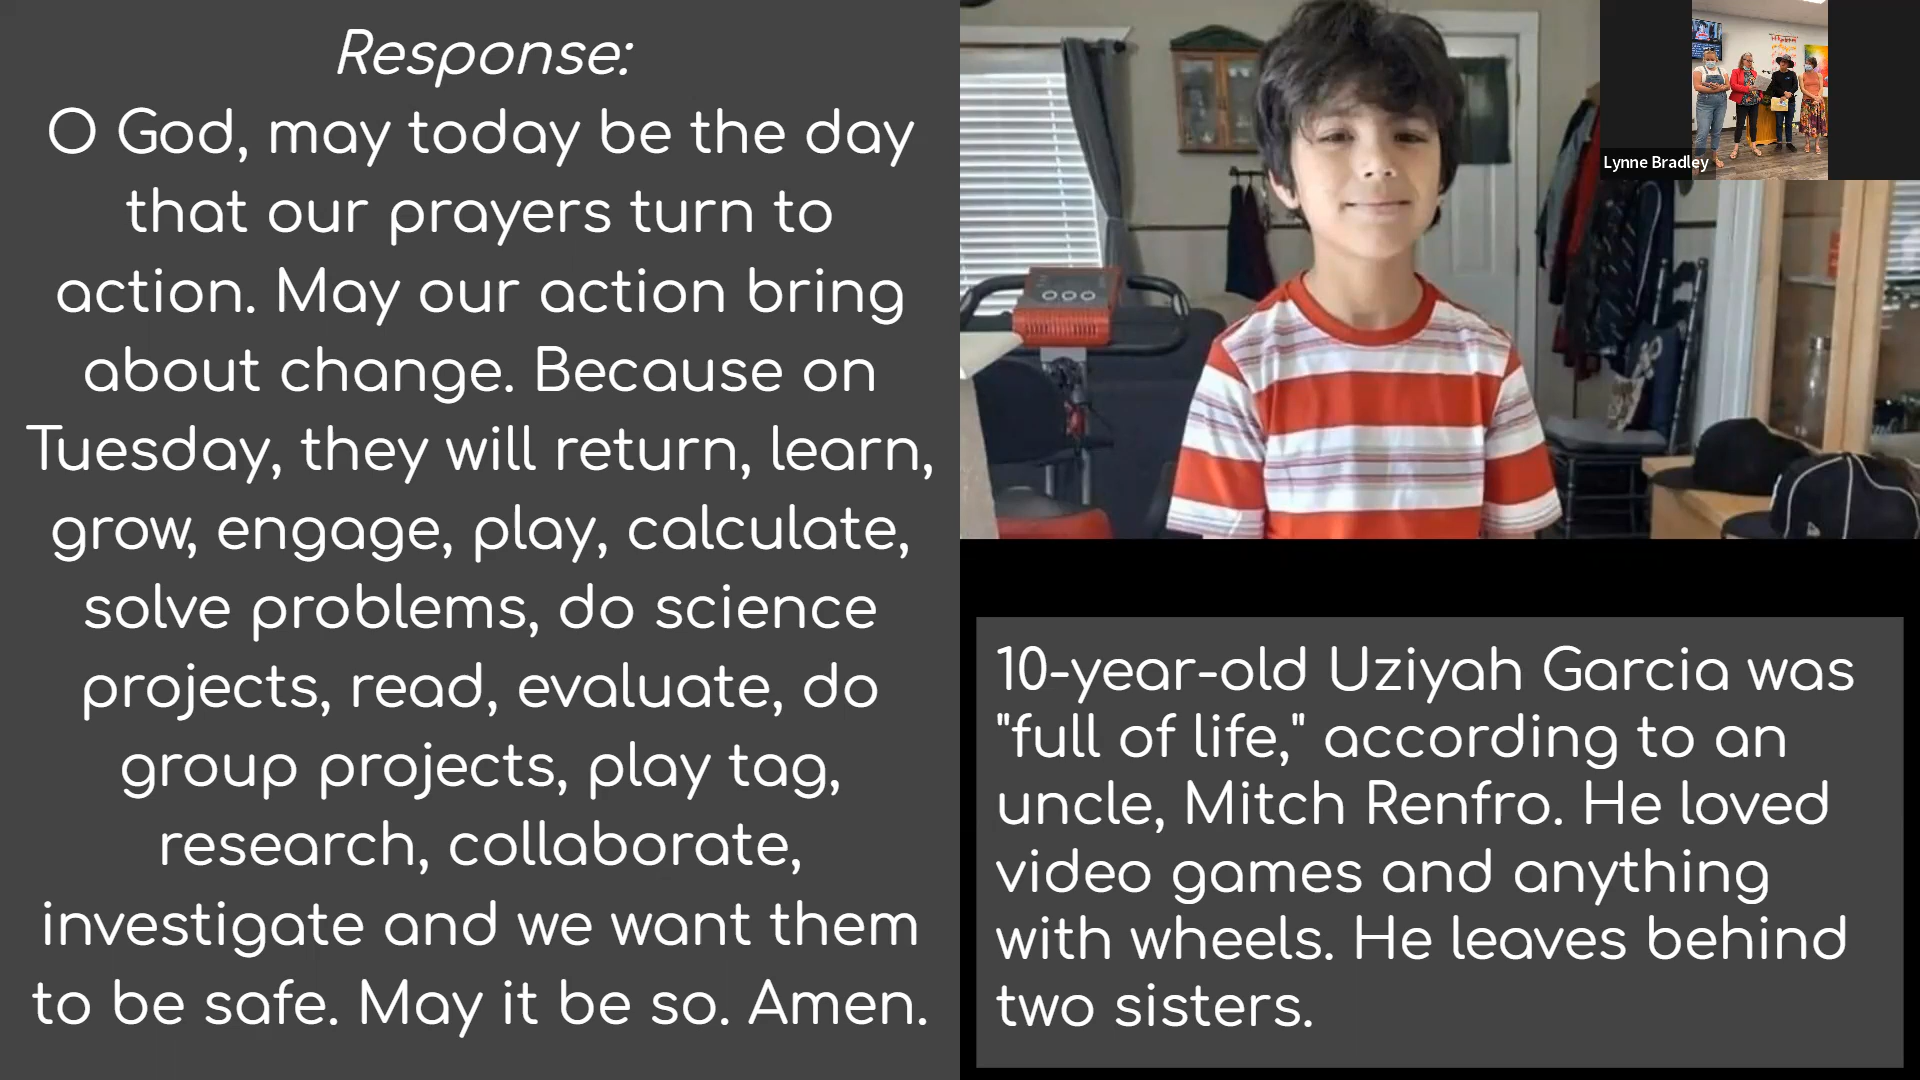 Response:
O God, may today be the day
that our prayers turn to
action. May our action bring
about change. Because on
Tuesday, they will return, learn,
grow, engage, play, calculate,
solve problems, do science
projects, read, evaluate, do
group projects, play tag,
research, collaborate,
investigate and we want them
to be safe. May it be so. Amen.
Lynne Bradley
10-year-old Uziyah Garcia was
"full of life," according to an
uncle, Mitch Renfro. He loved
video games and anything
with wheels. He leaves behind
two sisters.